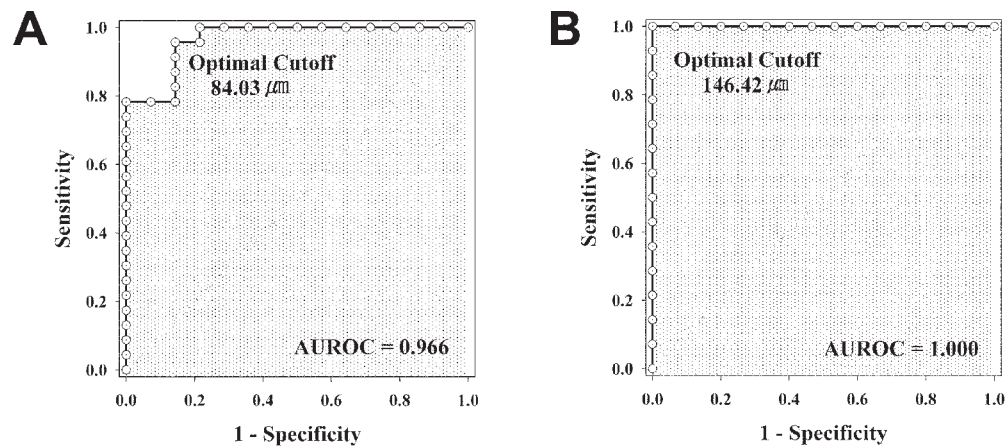 A
1.0
0.8
0.6
0.4
0.2
0.0
Sensitivity
Optimal Cutoff
84.03 μm
AUROC = 0.966
0.0 0.2 0.4 0.6 0.8 1.0
1 - Specificity
B
1.0
0.8
0.6
0.4
0.2
0.0
Sensitivity
Optimal Cutoff
146.42 μm
AUROC = 1.000
0.0 0.2 0.4 0.6 0.8 1.0
1 - Specificity